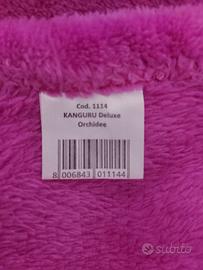 Cod. 1114
KANGURU Deluxe
Orchidee
8 006843 011144
subito